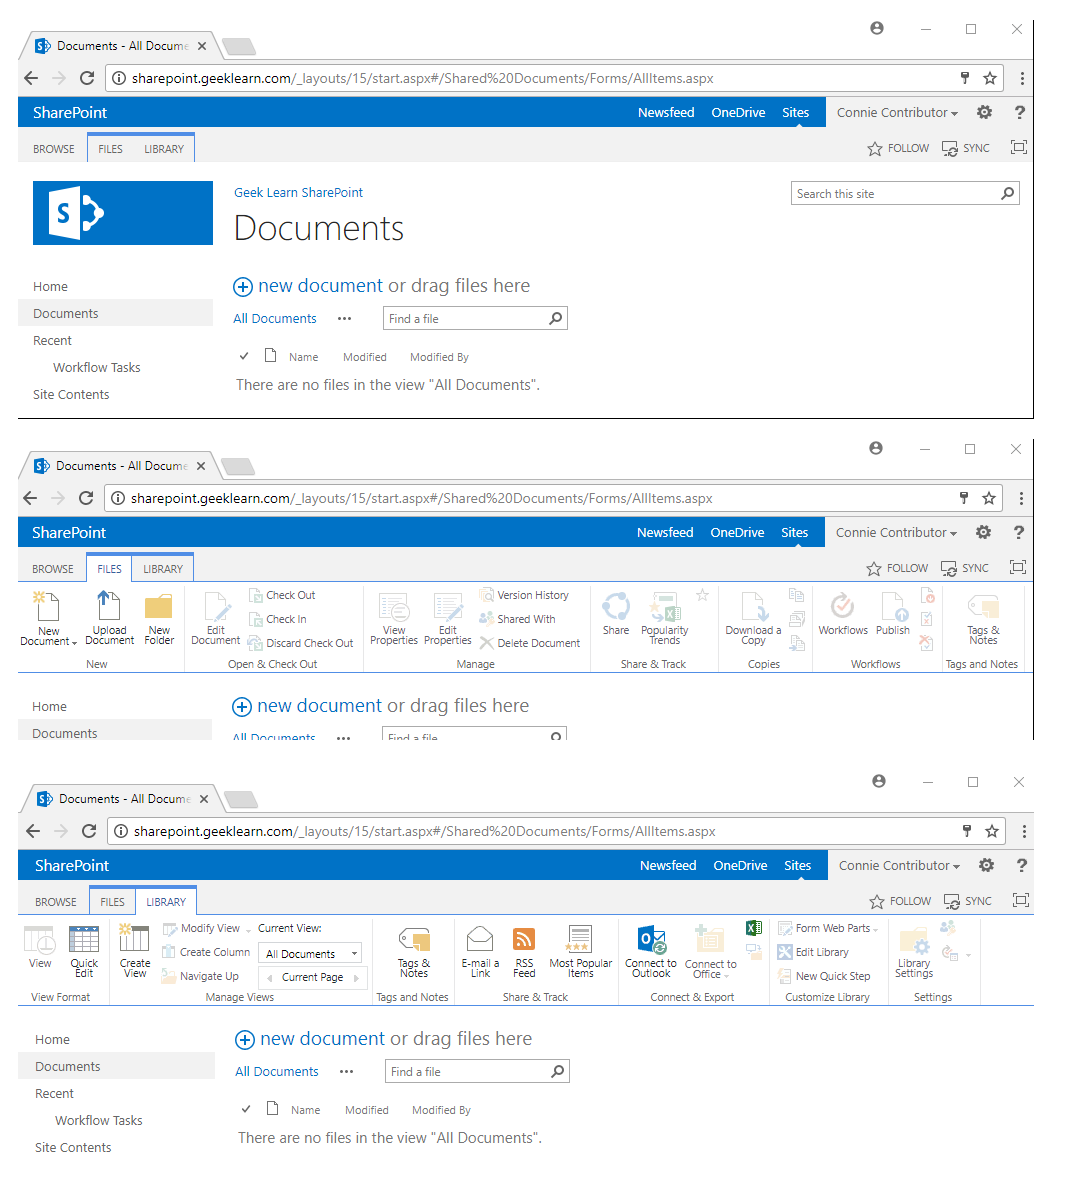 Documents - All Docume
sharepoint.geeklearn.com/_layouts/15/start.aspx#/Shared%20Documents/Forms/AllItems.aspx
SharePoint Newsfeed OneDrive Sites Connie Contributor ?
BROWSE FILES LIBRARY FOLLOW SYNC
S
Geek Learn SharePoint Search this site
Documents
Home
Documents
Recent
Workflow Tasks
Site Contents
new document or drag files here
All Documents ••• Find a file
Name Modified Modified By
There are no files in the view "All Documents".
Documents - All Docume
sharepoint.geeklearn.com/_layouts/15/start.aspx#/Shared%20Documents/Forms/AllItems.aspx
SharePoint Newsfeed OneDrive Sites Connie Contributor ?
BROWSE FILES LIBRARY FOLLOW SYNC
New Document
Upload Document
New Folder
New
Edit Document
Check Out
Check In
Discard Check Out
Open & Check Out
View Properties
Edit Properties
Version History
Shared With
Delete Document
Manage
Share
Popularity Trends
Share & Track
Download a Copy
Copies
Workflows
Publish
Workflows
Tags & Notes
Tags and Notes
Home
Documents
new document or drag files here
All Documents ••• Find a file
Documents - All Docume
sharepoint.geeklearn.com/_layouts/15/start.aspx#/Shared%20Documents/Forms/AllItems.aspx
SharePoint Newsfeed OneDrive Sites Connie Contributor ?
BROWSE FILES LIBRARY FOLLOW SYNC
View
Quick Edit
View Format
Create View
Modify View
Create Column
Navigate Up
Current View:
All Documents
Current Page
Manage Views
Tags & Notes
Tags and Notes
E-mail a Link
RSS Feed
Most Popular Items
Share & Track
Connect to Outlook
Connect to Office
Connect & Export
Form Web Parts
Edit Library
New Quick Step
Customize Library
Library Settings
Settings
Home
Documents
Recent
Workflow Tasks
Site Contents
new document or drag files here
All Documents ••• Find a file
Name Modified Modified By
There are no files in the view "All Documents".